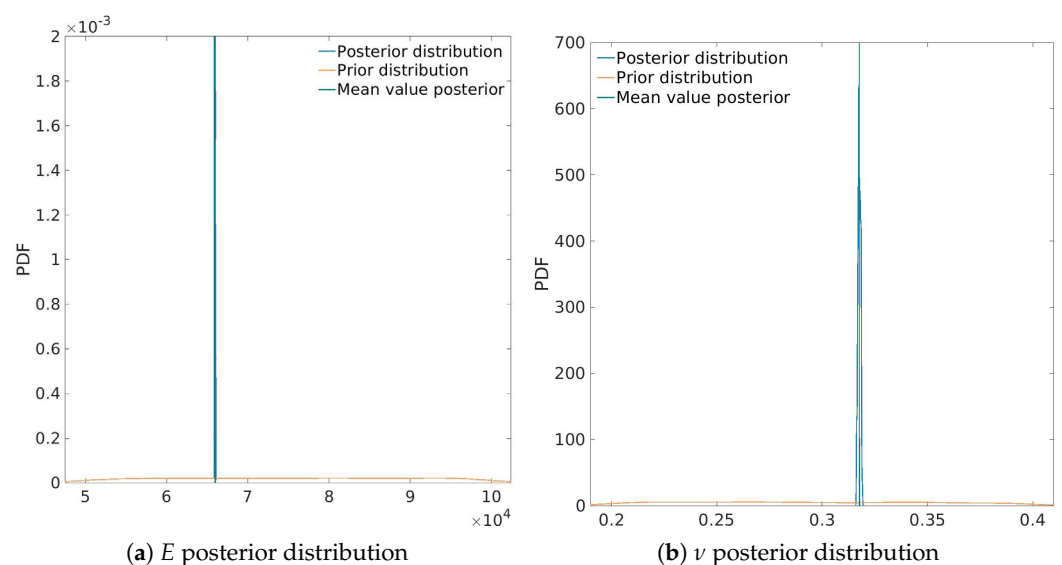 ×10⁻³
2
1.8
1.6
1.4
1.2
1
0.8
0.6
0.4
0.2
0
PDF
Posterior distribution
Prior distribution
Mean value posterior
5 6 7 8 9 10
×10⁴
(a) E posterior distribution
700
600
500
400
300
200
100
0
PDF
Posterior distribution
Prior distribution
Mean value posterior
0.2 0.25 0.3 0.35 0.4
(b) ν posterior distribution